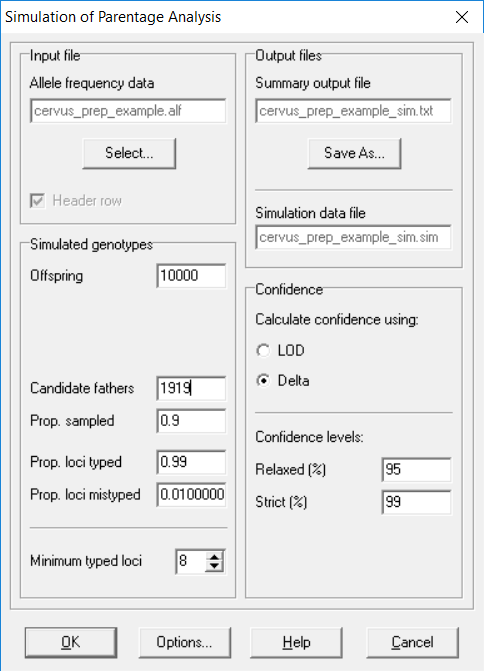 Simulation of Parentage Analysis
Input file
Allele frequency data
cervus_prep_example.alf
Select...
Header row
Simulated genotypes
Offspring 10000
Candidate fathers 1919
Prop. sampled 0.9
Prop. loci typed 0.99
Prop. loci mistyped 0.0100000
Minimum typed loci 8
Output files
Summary output file
cervus_prep_example_sim.txt
Save As...
Simulation data file
cervus_prep_example_sim.sim
Confidence
Calculate confidence using:
LOD
Delta
Confidence levels:
Relaxed (%) 95
Strict (%) 99
OK Options... Help Cancel